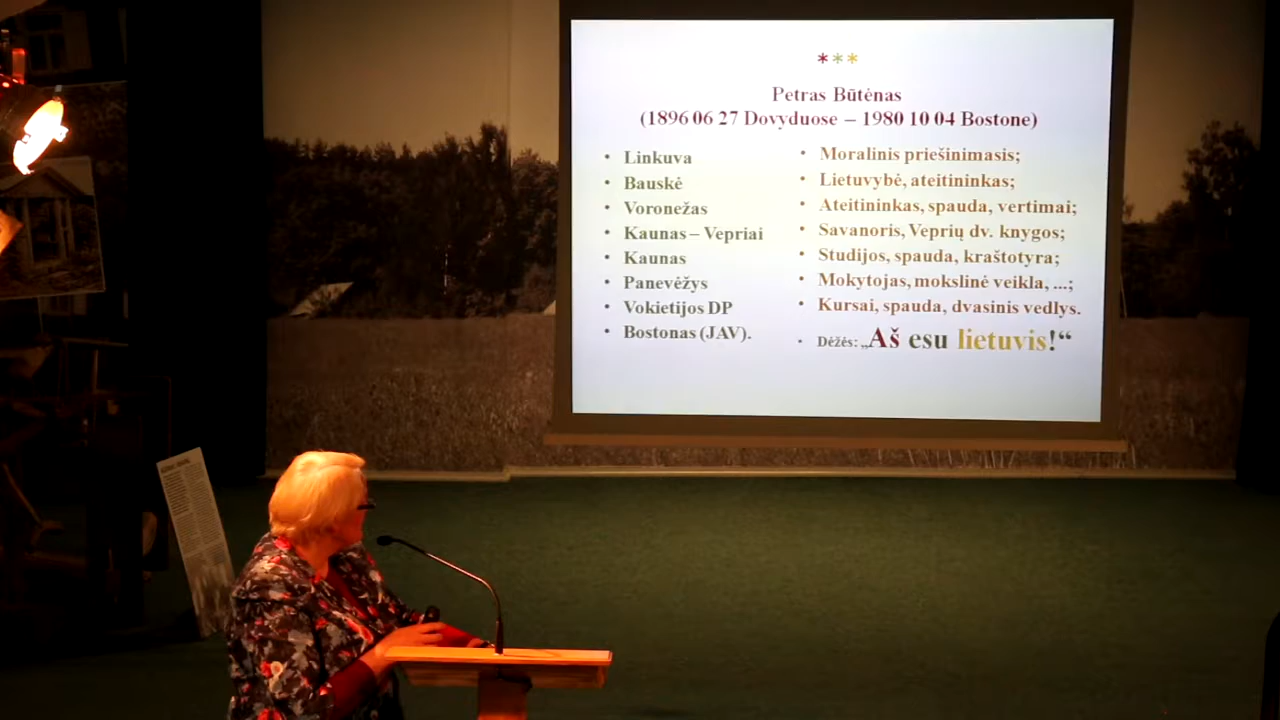 ***
Petras Būtėnas
(1896 06 27 Dovyduose – 1980 10 04 Bostone)
• Linkuva
• Bauskė
• Voronežas
• Kaunas – Vepriai
• Kaunas
• Panevėžys
• Vokietijos DP
• Bostonas (JAV).
• Moralinis priešinimasis;
• Lietuvybė, ateitininkas;
• Ateitininkas, spauda, vertimai;
• Savanoris, Veprių dv. knygos;
• Studijos, spauda, kraštotyra;
• Mokytojas, mokslinė veikla, ...;
• Kursai, spauda, dvasinis vedlys.
• Dėžės: „Aš esu lietuvis!“